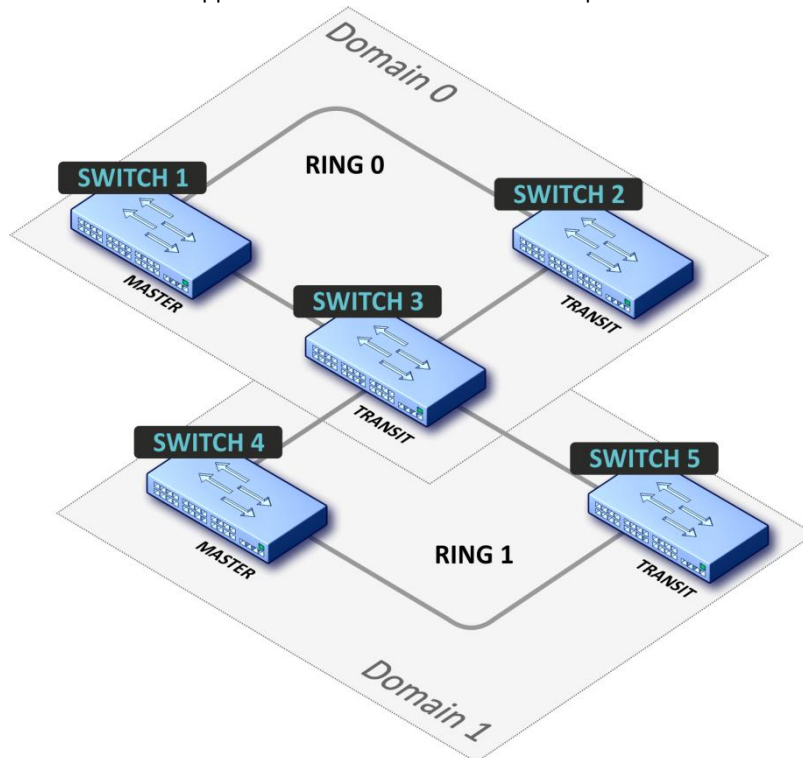 Domain 0
RING 0
SWITCH 1
SWITCH 2
MASTER
TRANSIT
SWITCH 3
TRANSIT
SWITCH 4
SWITCH 5
MASTER
RING 1
TRANSIT
Domain 1